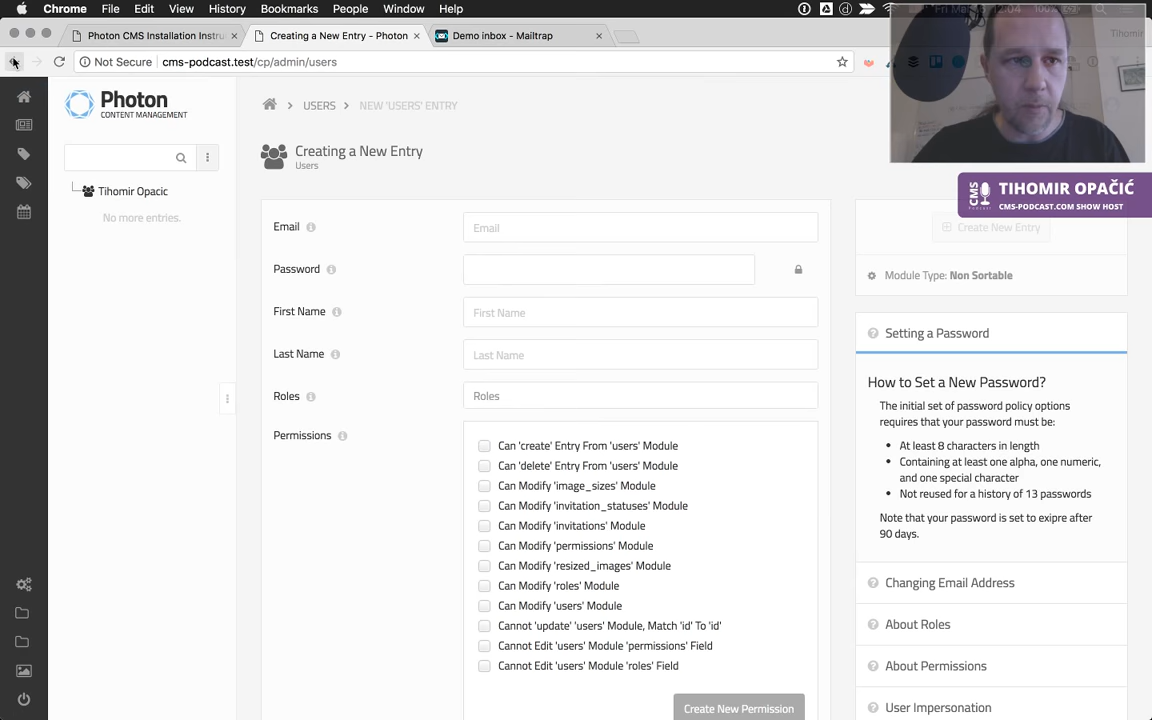 Chrome File Edit View History Bookmarks People Window Help
Photon CMS Installation Instru
Creating a New Entry - Photon
Demo inbox - Mailtrap
Tihomir
Not Secure cms-podcast.test/cp/admin/users
Photon
CONTENT MANAGEMENT
USERS NEW 'USERS' ENTRY
Creating a New Entry
Users
TIHOMIR OPAČIĆ
CMS-PODCAST.COM SHOW HOST
CMS
Podcast
Tihomir Opacic
No more entries.
Email
Email
Password
First Name
First Name
Last Name
Last Name
Roles
Roles
Permissions
Can 'create' Entry From 'users' Module
Can 'delete' Entry From 'users' Module
Can Modify 'image_sizes' Module
Can Modify 'invitation_statuses' Module
Can Modify 'invitations' Module
Can Modify 'permissions' Module
Can Modify 'resized_images' Module
Can Modify 'roles' Module
Can Modify 'users' Module
Cannot 'update' 'users' Module, Match 'id' To 'id'
Cannot Edit 'users' Module 'permissions' Field
Cannot Edit 'users' Module 'roles' Field
Create New Permission
Create New Entry
Module Type: Non Sortable
Setting a Password
How to Set a New Password?
The initial set of password policy options
requires that your password must be:
At least 8 characters in length
Containing at least one alpha, one numeric,
and one special character
Not reused for a history of 13 passwords
Note that your password is set to exipre after
90 days.
Changing Email Address
About Roles
About Permissions
User Impersonation